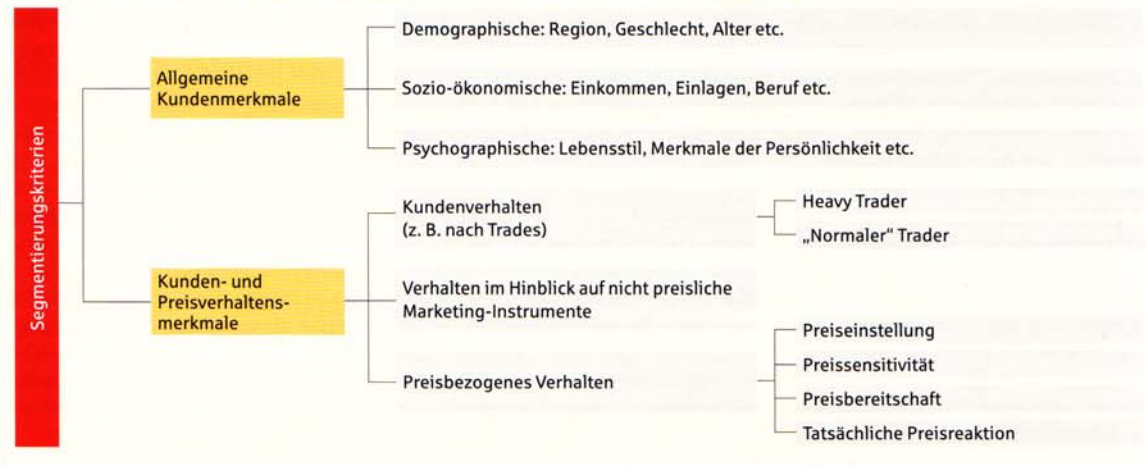 Segmentierungskriterien
Allgemeine
Kundenmerkmale
Demographische: Region, Geschlecht, Alter etc.
Sozio-ökonomische: Einkommen, Einlagen, Beruf etc.
Psychographische: Lebensstil, Merkmale der Persönlichkeit etc.
Kunden- und
Preisverhaltens-
merkmale
Kundenverhalten
(z. B. nach Trades)
Heavy Trader
„Normaler“ Trader
Verhalten im Hinblick auf nicht preisliche
Marketing-Instrumente
Preisbezogenes Verhalten
Preiseinstellung
Preissensitivität
Preisbereitschaft
Tatsächliche Preisreaktion